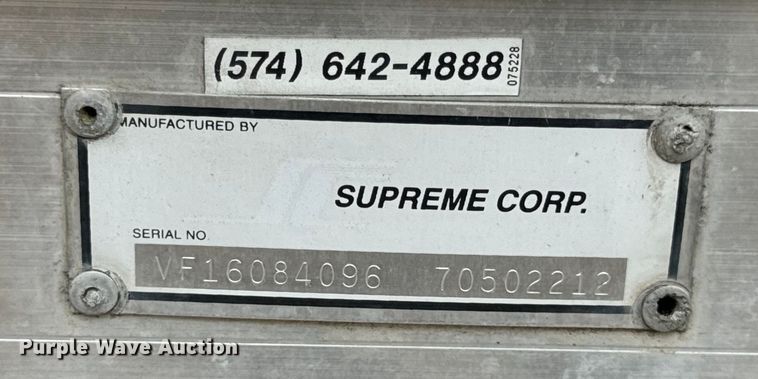 (574) 642-4888
075228
MANUFACTURED BY
SUPREME CORP.
SERIAL NO.
VF16084096 70502212
Purple Wave Auction